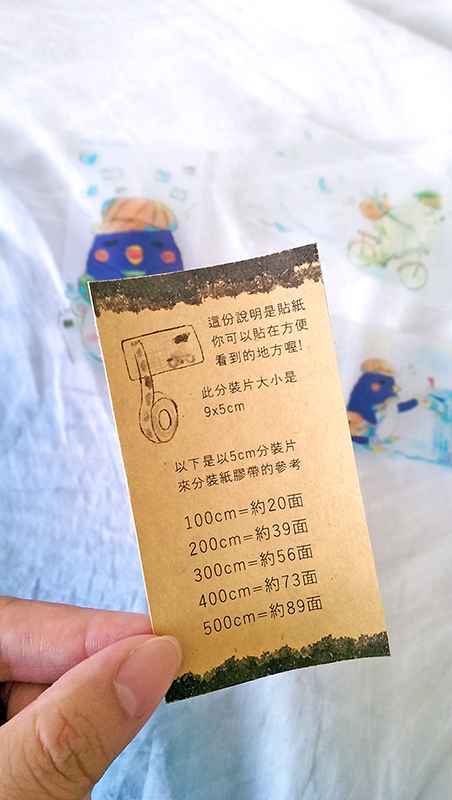 這份說明是貼紙
你可以貼在方便
看到的地方喔!
此分裝片大小是
9x5cm
以下是以5cm分裝片
來分裝紙膠帶的參考
100cm=約20面
200cm=約39面
300cm=約56面
400cm=約73面
500cm=約89面